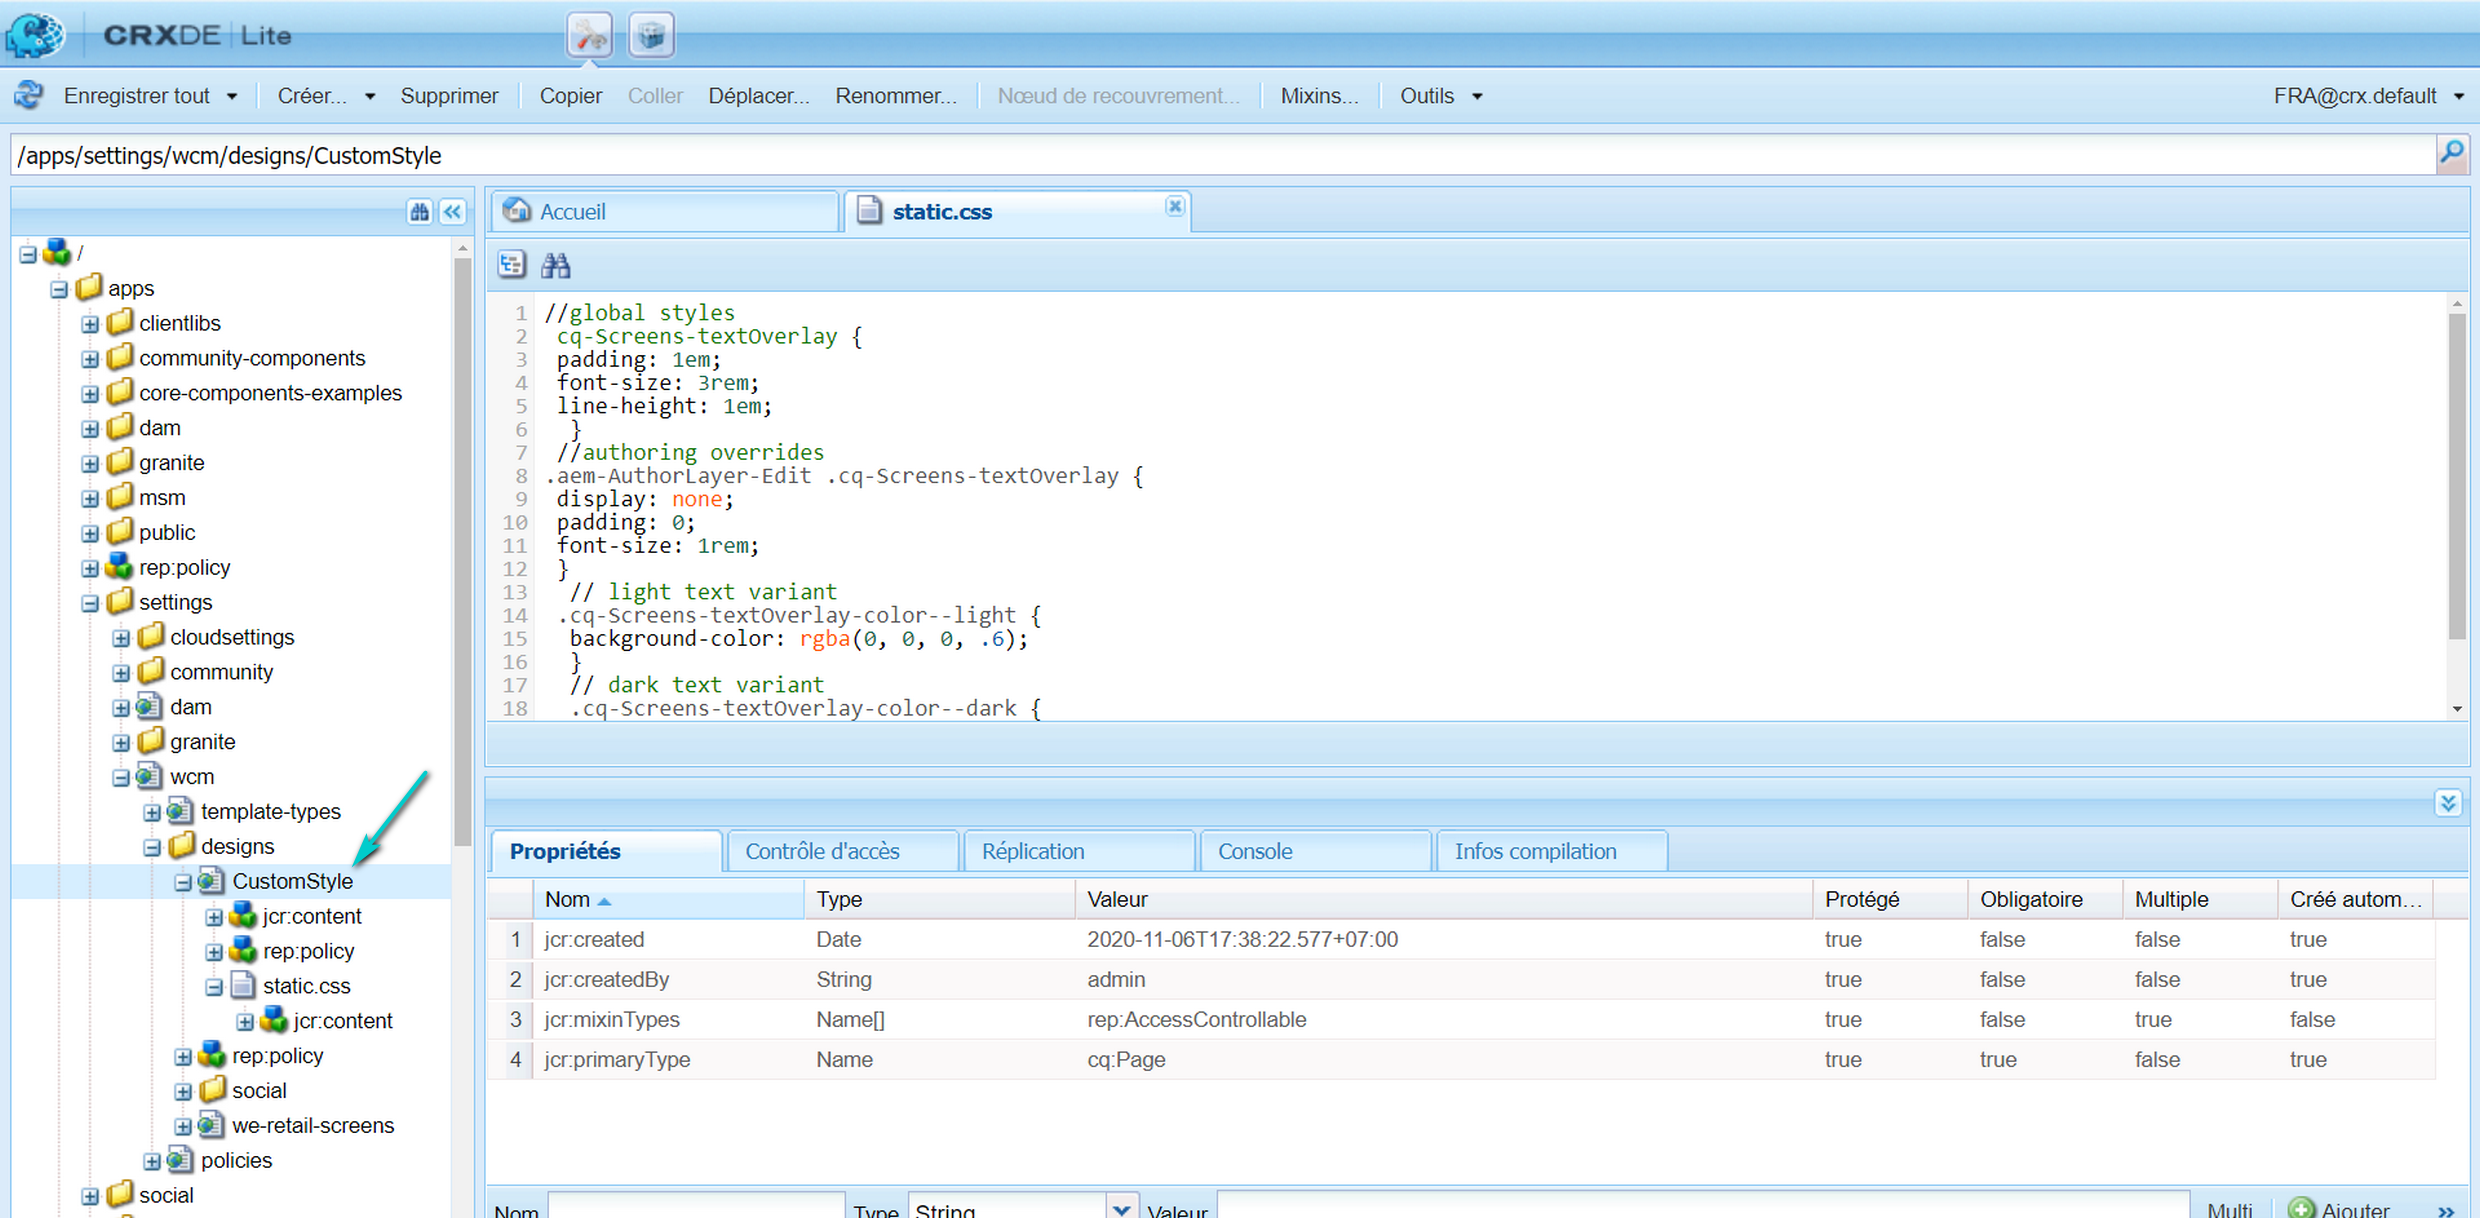 CRXDE | Lite
Enregistrer tout Créer... Supprimer Copier Coller Déplacer... Renommer... Nœud de recouvrement... Mixins... Outils FRA@crx.default
/apps/settings/wcm/designs/CustomStyle
Accueil static.css
/
apps
clientlibs
community-components
core-components-examples
dam
granite
msm
public
rep:policy
settings
cloudsettings
community
dam
granite
wcm
template-types
designs
CustomStyle
jcr:content
rep:policy
static.css
jcr:content
rep:policy
social
we-retail-screens
policies
social
1 //global styles
2 cq-Screens-textOverlay {
3 padding: 1em;
4 font-size: 3rem;
5 line-height: 1em;
6 }
7 //authoring overrides
8 .aem-AuthorLayer-Edit .cq-Screens-textOverlay {
9 display: none;
10 padding: 0;
11 font-size: 1rem;
12 }
13 // light text variant
14 .cq-Screens-textOverlay-color--light {
15 background-color: rgba(0, 0, 0, .6);
16 }
17 // dark text variant
18 .cq-Screens-textOverlay-color--dark {
Propriétés Contrôle d'accès Réplication Console Infos compilation
Nom Type Valeur Protégé Obligatoire Multiple Créé autom...
1 jcr:created Date 2020-11-06T17:38:22.577+07:00 true false false true
2 jcr:createdBy String admin true false false true
3 jcr:mixinTypes Name[] rep:AccessControllable true false true false
4 jcr:primaryType Name cq:Page true true false true
Nom Type String Valeur Multi Ajouter